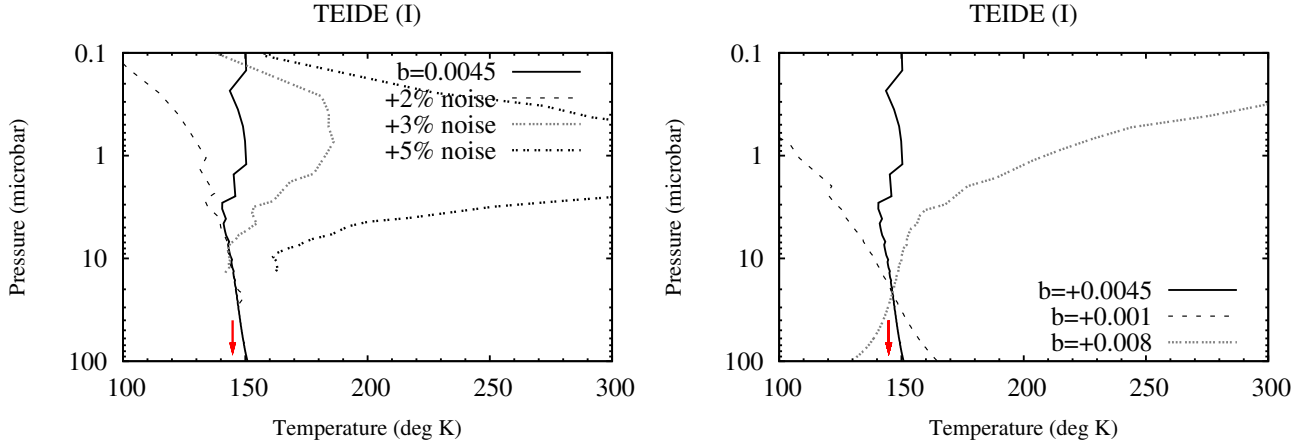 TEIDE (I)
0.1
1
10
100
Pressure (microbar)
b=0.0045
+2% noise
+3% noise
+5% noise
100 150 200 250 300
Temperature (deg K)
TEIDE (I)
0.1
1
10
100
Pressure (microbar)
b=+0.0045
b=+0.001
b=+0.008
100 150 200 250 300
Temperature (deg K)